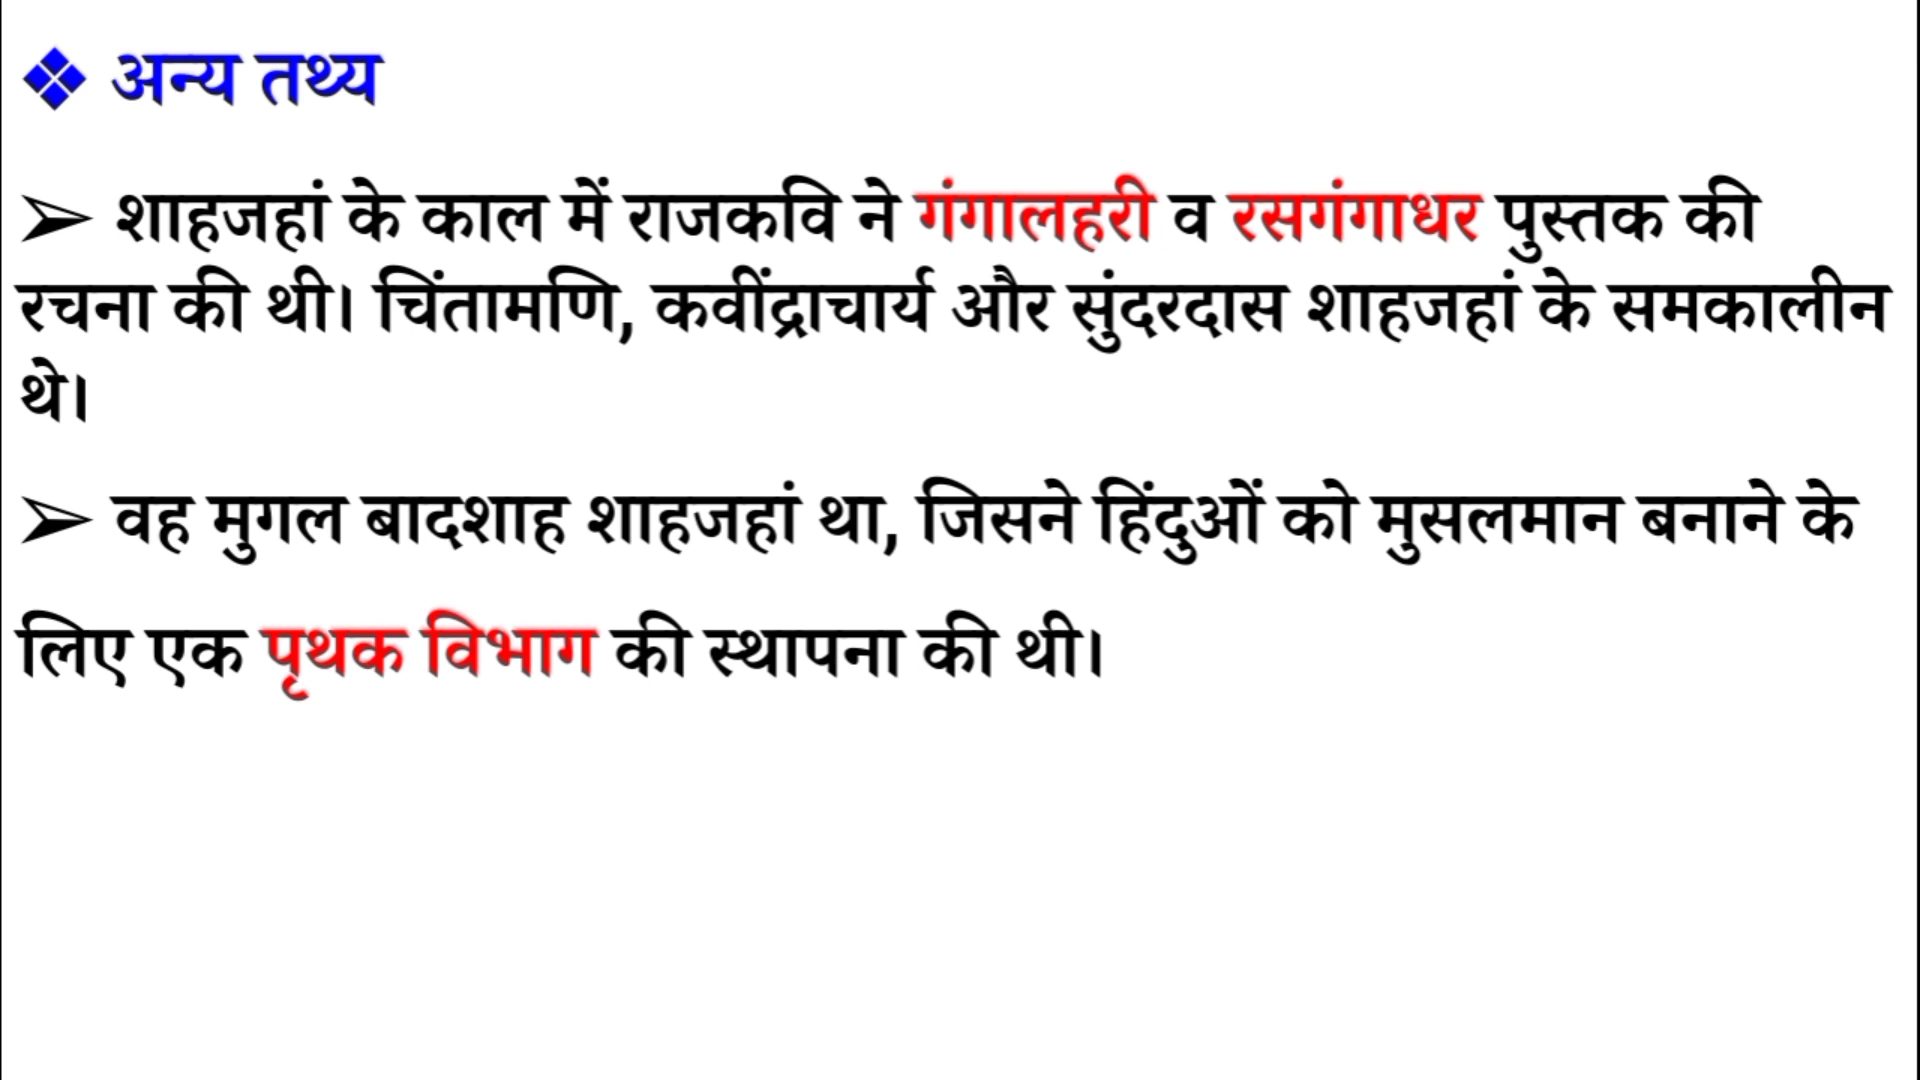 ❖ अन्य तथ्य
➢ शाहजहां के काल में राजकवि ने गंगालहरी व रसगंगाधर पुस्तक की
रचना की थी। चिंतामणि, कवींद्राचार्य और सुंदरदास शाहजहां के समकालीन
थे।
➢ वह मुगल बादशाह शाहजहां था, जिसने हिंदुओं को मुसलमान बनाने के
लिए एक पृथक विभाग की स्थापना की थी।